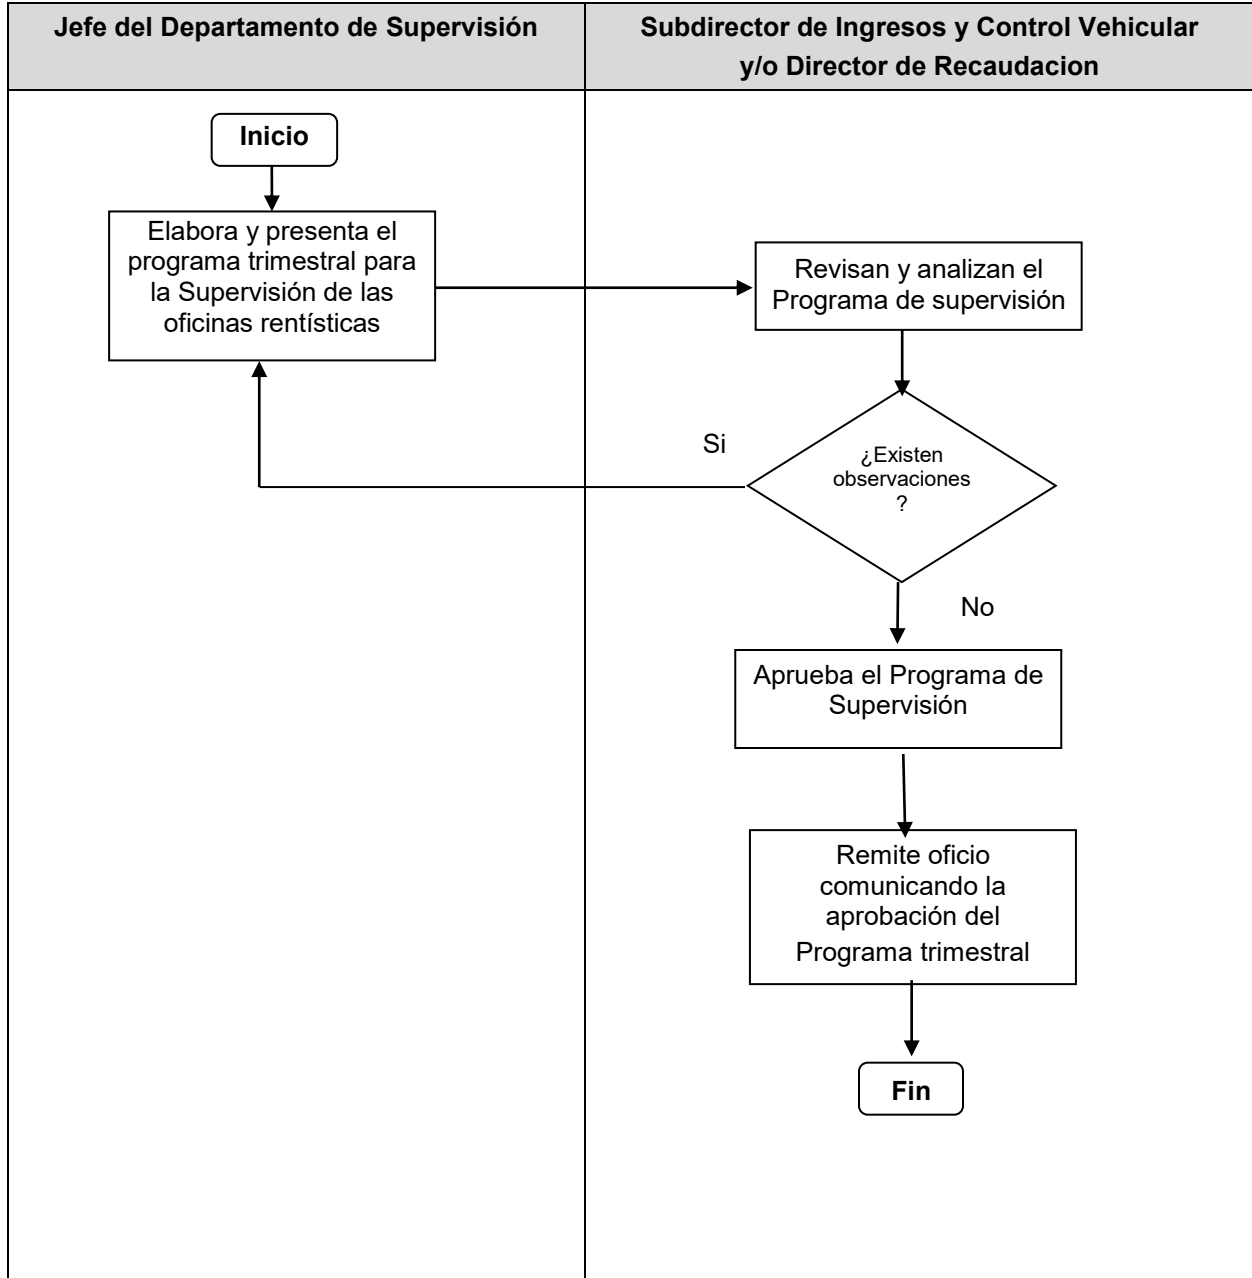 Jefe del Departamento de Supervisión
Subdirector de Ingresos y Control Vehicular
y/o Director de Recaudacion
Inicio
Elabora y presenta el
programa trimestral para
la Supervisión de las
oficinas rentísticas
Revisan y analizan el
Programa de supervisión
Si
¿Existen
observaciones
?
No
Aprueba el Programa de
Supervisión
Remite oficio
comunicando la
aprobación del
Programa trimestral
Fin